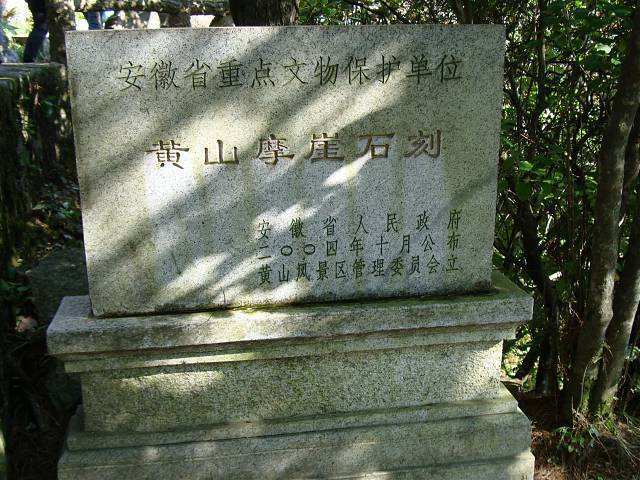 安徽省重点文物保护单位
黄山摩崖石刻
安徽省人民政府
二〇〇四年十月公布
黄山风景区管理委员会立